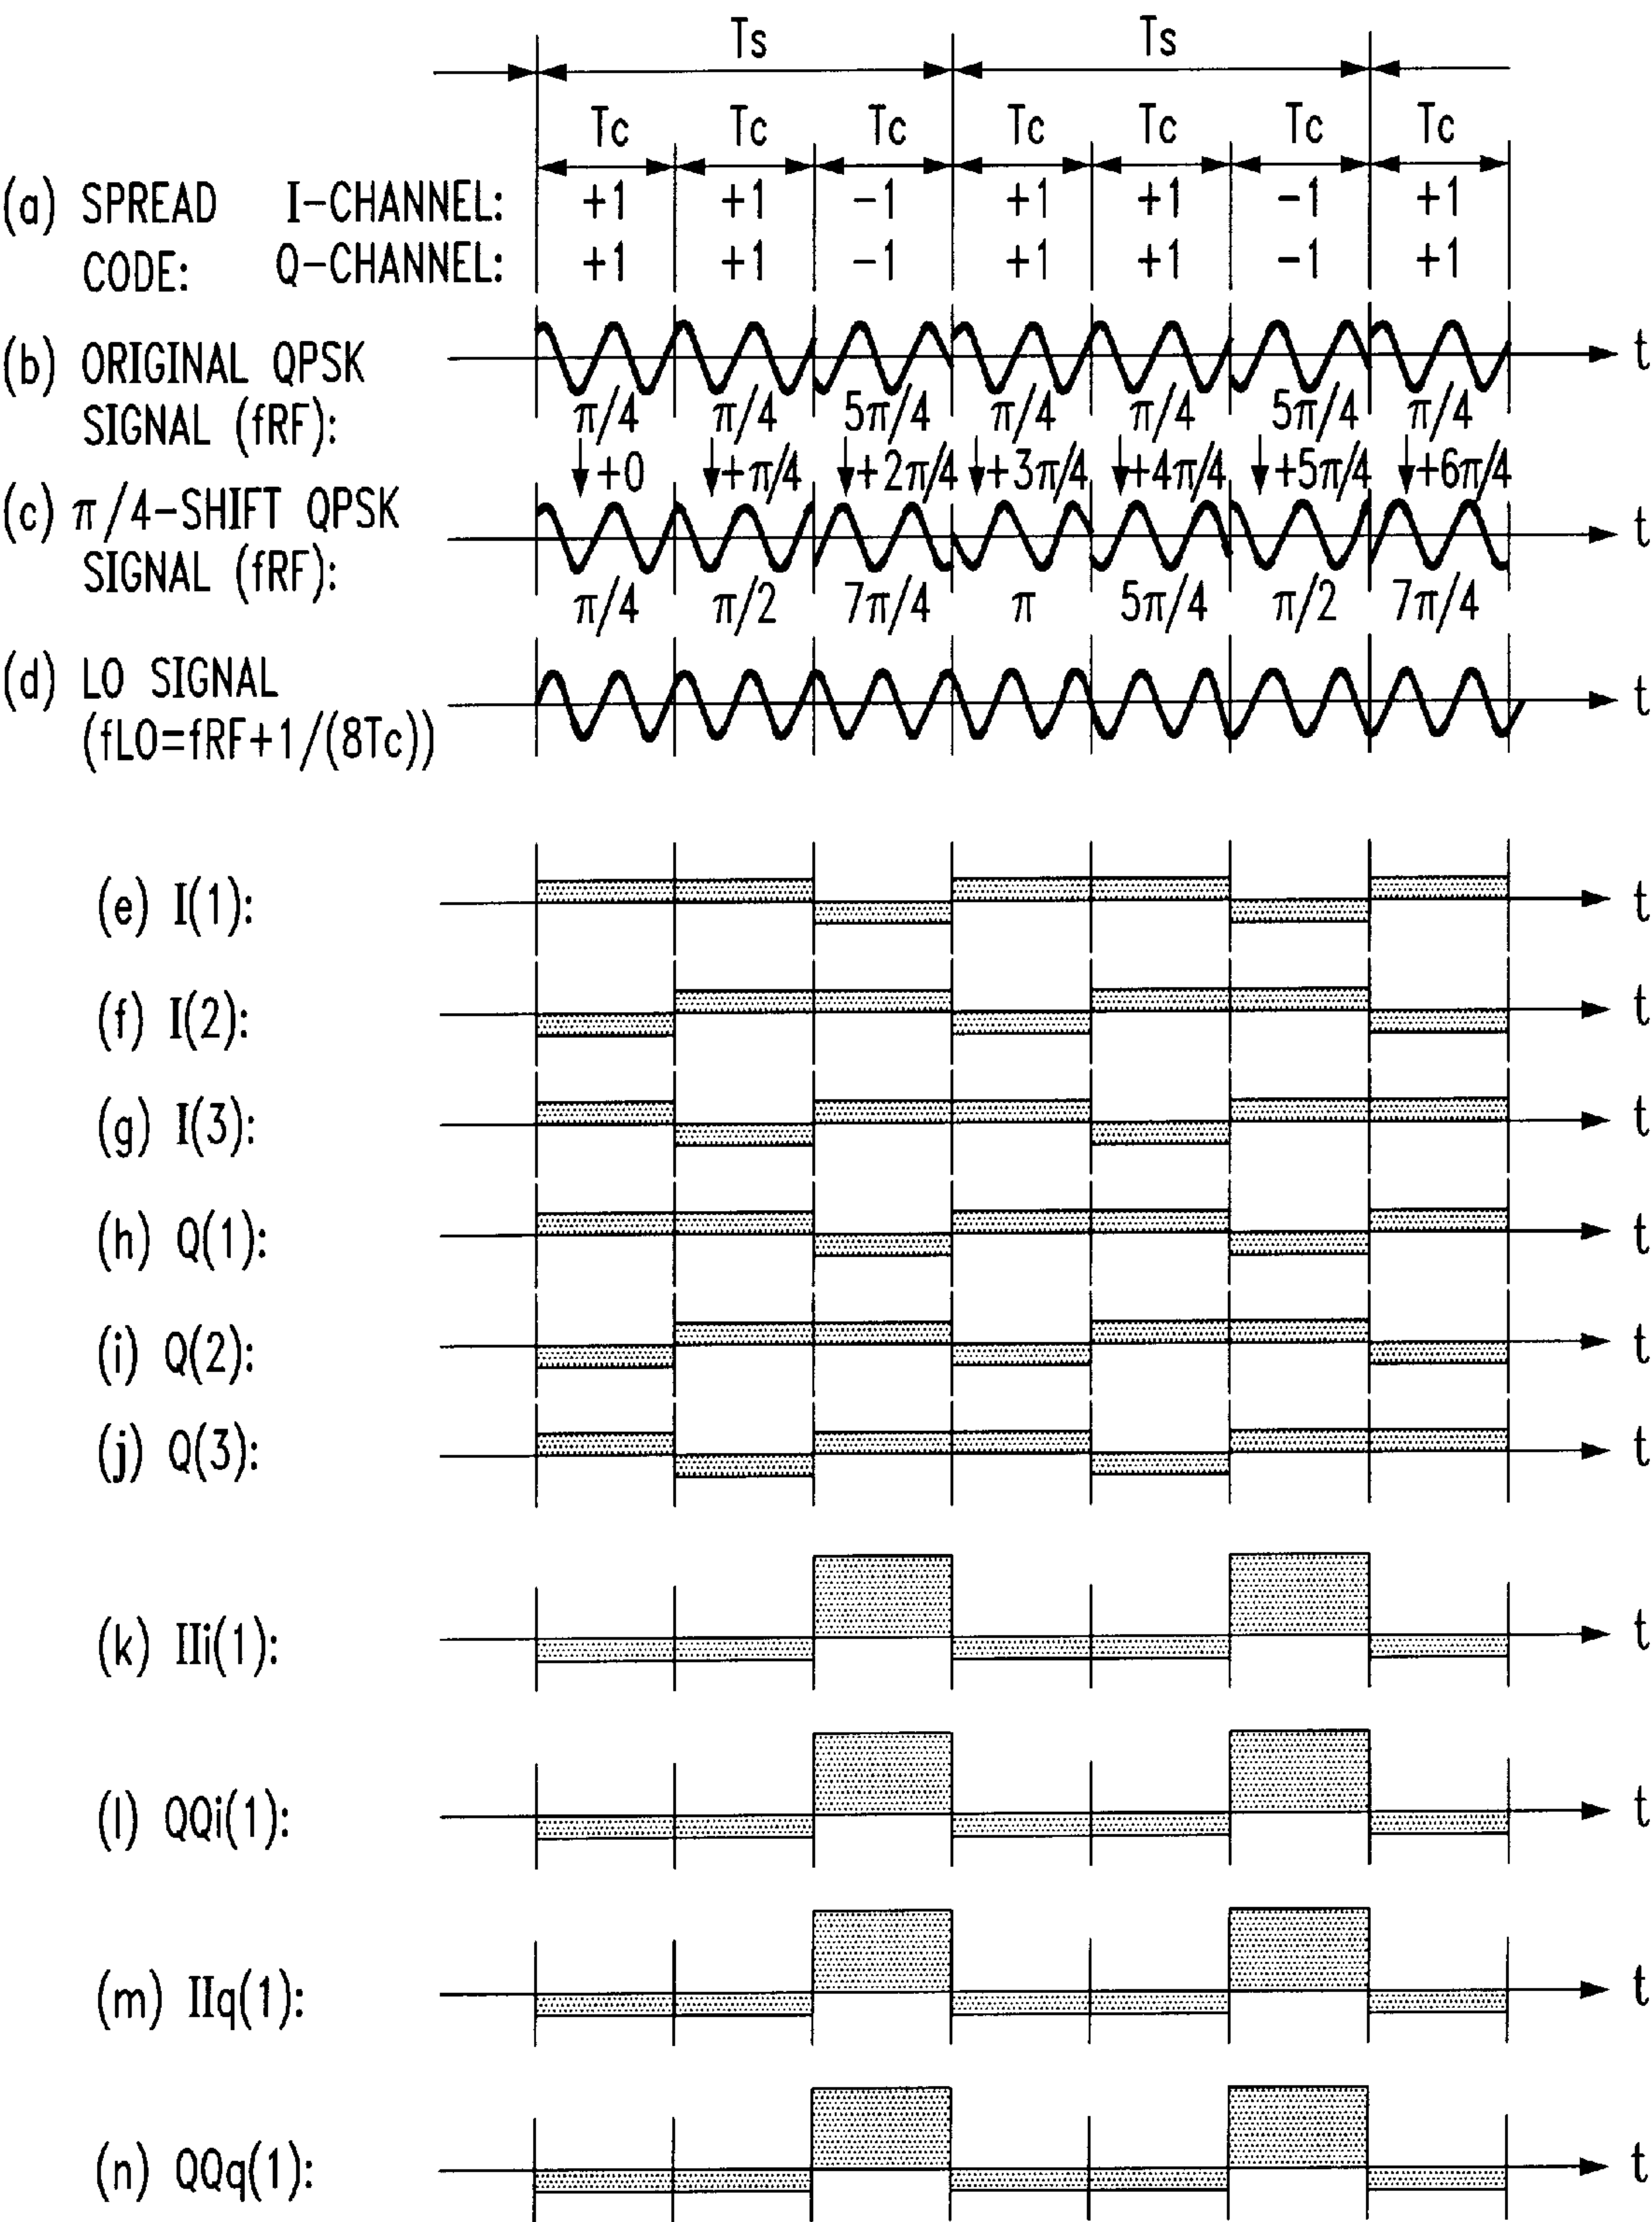 Ts Ts
Tc Tc Tc Tc Tc Tc Tc
(a) SPREAD I-CHANNEL: +1 +1 -1 +1 +1 -1 +1
CODE: Q-CHANNEL: +1 +1 -1 +1 +1 -1 +1
(b) ORIGINAL QPSK t
SIGNAL (fRF): π/4 π/4 5π/4 π/4 π/4 5π/4 π/4
+0 +π/4 +2π/4 +3π/4 +4π/4 +5π/4 +6π/4
(c) π/4-SHIFT QPSK t
SIGNAL (fRF): π/4 π/2 7π/4 π 5π/4 π/2 7π/4
(d) LO SIGNAL t
(fLO=fRF+1/(8Tc))
(e) I(1): t
(f) I(2): t
(g) I(3): t
(h) Q(1): t
(i) Q(2): t
(j) Q(3): t
(k) IIi(1): t
(l) QQi(1): t
(m) IIq(1): t
(n) QQq(1): t